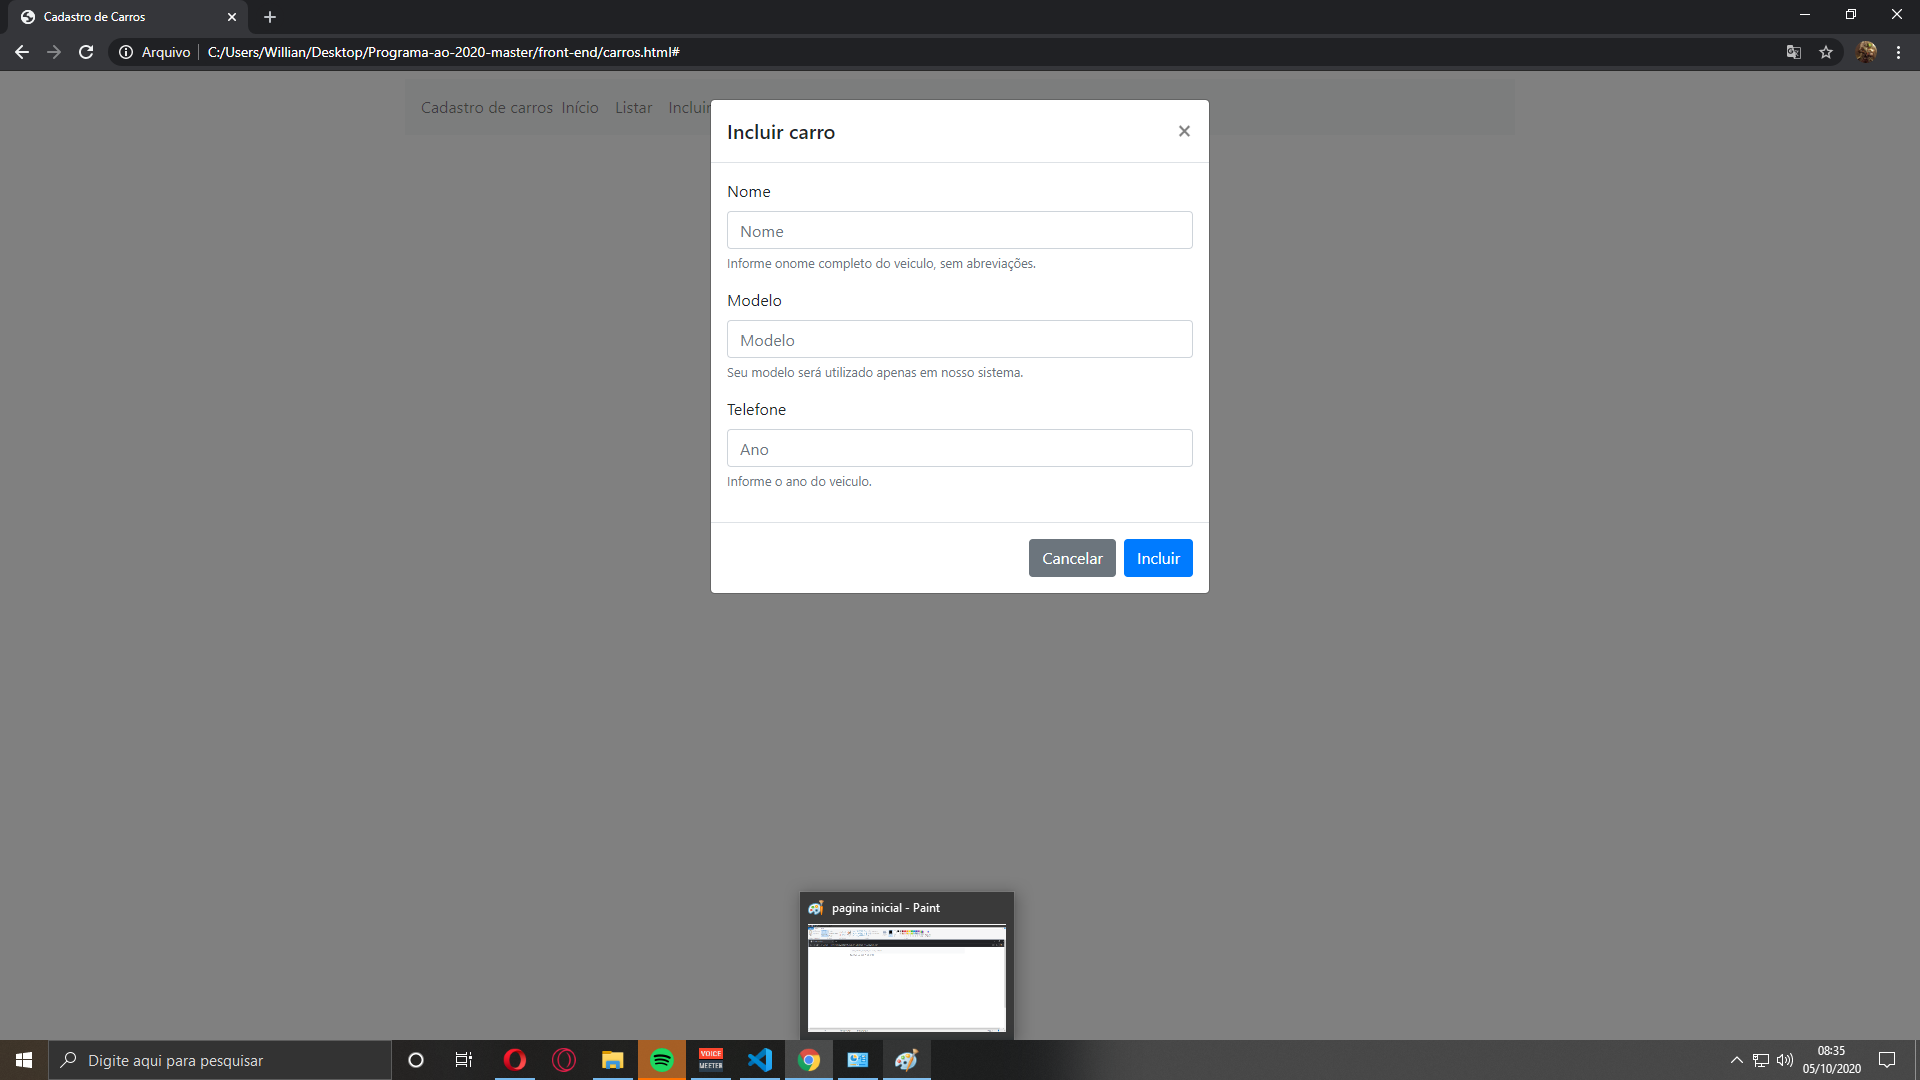 Cadastro de Carros
Arquivo C:/Users/Willian/Desktop/Programa-ao-2020-master/front-end/carros.html#
Cadastro de carros Início Listar Incluir
Incluir carro
×
Nome
Nome
Informe onome completo do veiculo, sem abreviações.
Modelo
Modelo
Seu modelo será utilizado apenas em nosso sistema.
Telefone
Ano
Informe o ano do veiculo.
Cancelar Incluir
pagina inicial - Paint
Digite aqui para pesquisar
VOICE
MEETER
08:35
05/10/2020